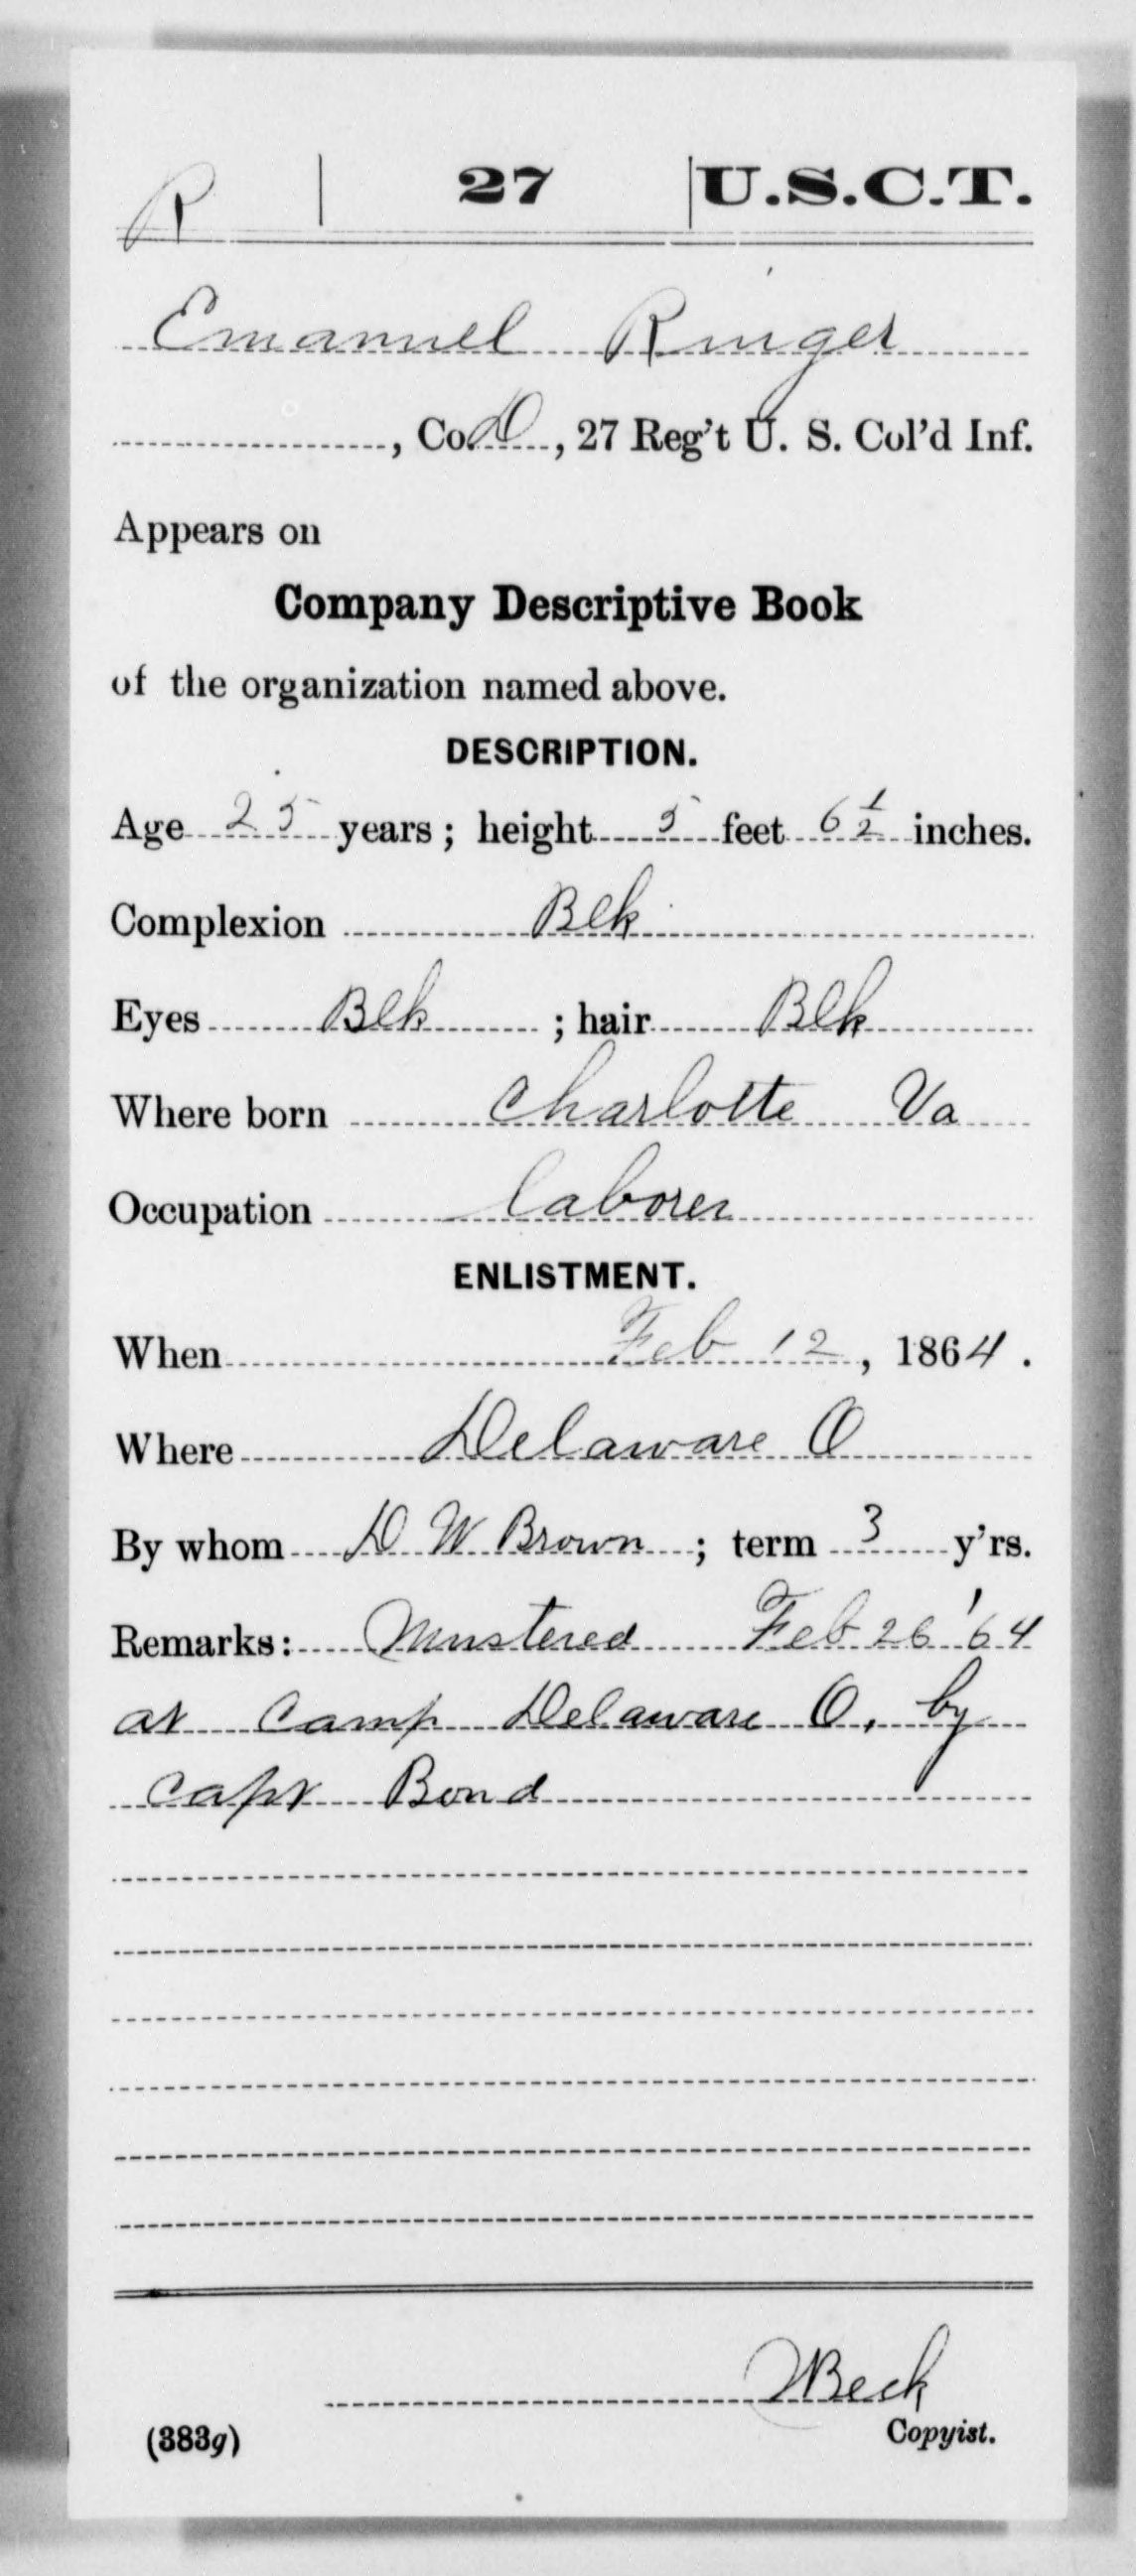 R | 27 | U.S.C.T.
Emanuel Ringer
, Co. D, 27 Reg't U. S. Col'd Inf.
Appears on
Company Descriptive Book
of the organization named above.
DESCRIPTION.
Age 25 years; height 5 feet 6 1/2 inches.
Complexion Blk
Eyes Blk ; hair Blk
Where born Charlotte Va
Occupation laborer
ENLISTMENT.
When Feb 12, 1864.
Where Delaware O
By whom D. W. Brown ; term 3 y'rs.
Remarks: Mustered Feb 26 '64
at Camp Delaware O. by
Capt Bond
Beck
(383g) Copyist.